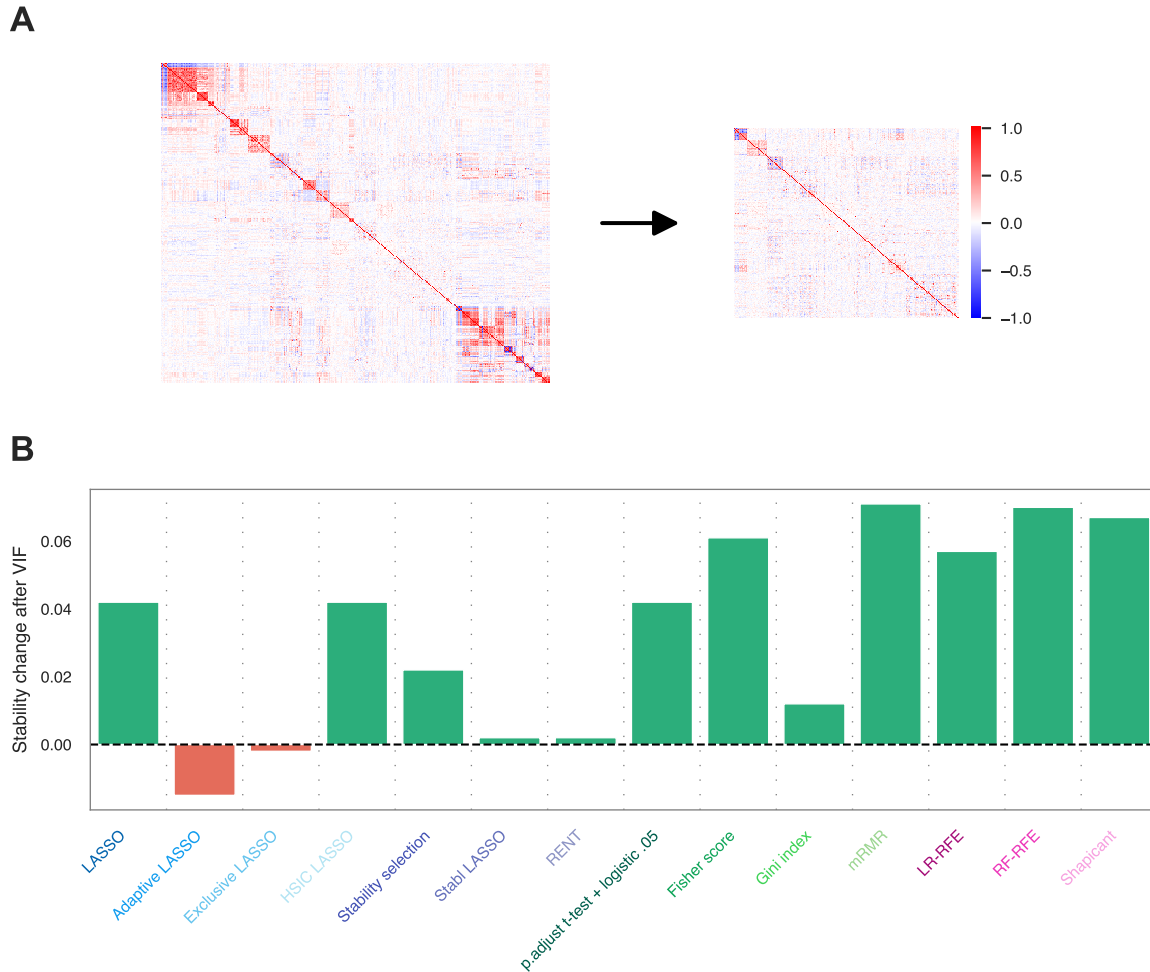 A
1.0
0.5
0.0
−0.5
−1.0
B
Stability change after VIF
0.06
0.04
0.02
0.00
LASSO
Adaptive LASSO
Exclusive LASSO
HSIC LASSO
Stability selection
Stabl LASSO
RENT
p.adjust t-test + logistic .05
Fisher score
Gini index
mRMR
LR-RFE
RF-RFE
Shapicant